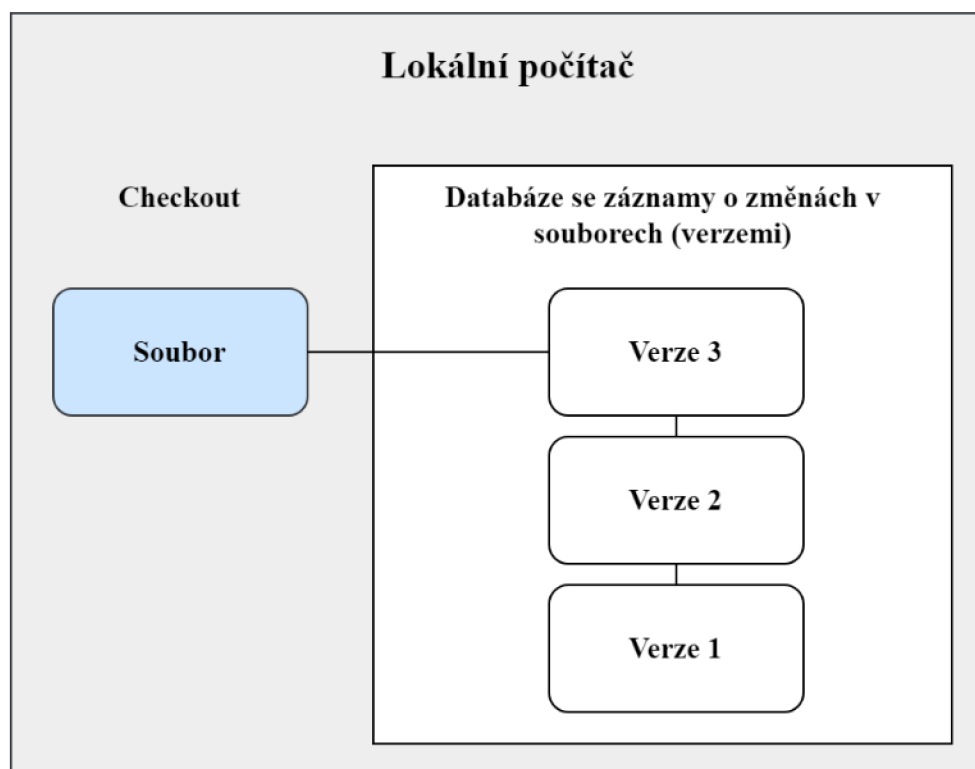 Lokální počítač
Checkout
Databáze se záznamy o změnách v
souborech (verzemi)
Soubor
Verze 3
Verze 2
Verze 1